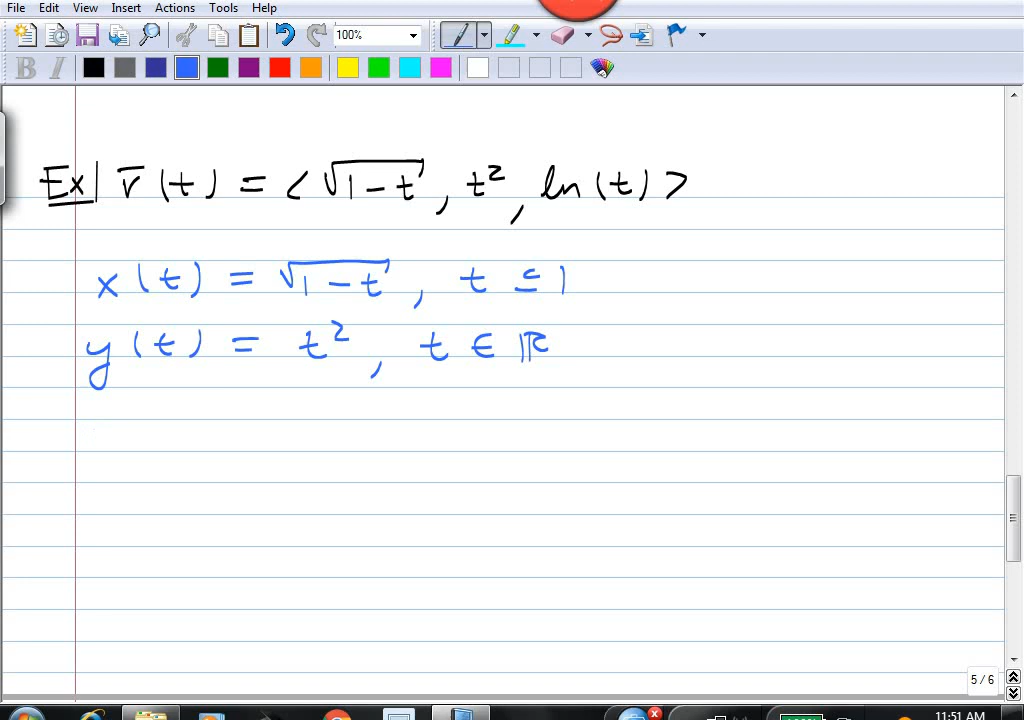 File Edit View Insert Actions Tools Help
100%
B I
Ex| r̄(t) = < √(1-t), t², ln(t) >
x(t) = √(1-t), t ≤ 1
y(t) = t², t ∈ ℝ
5 / 6
11:51 AM